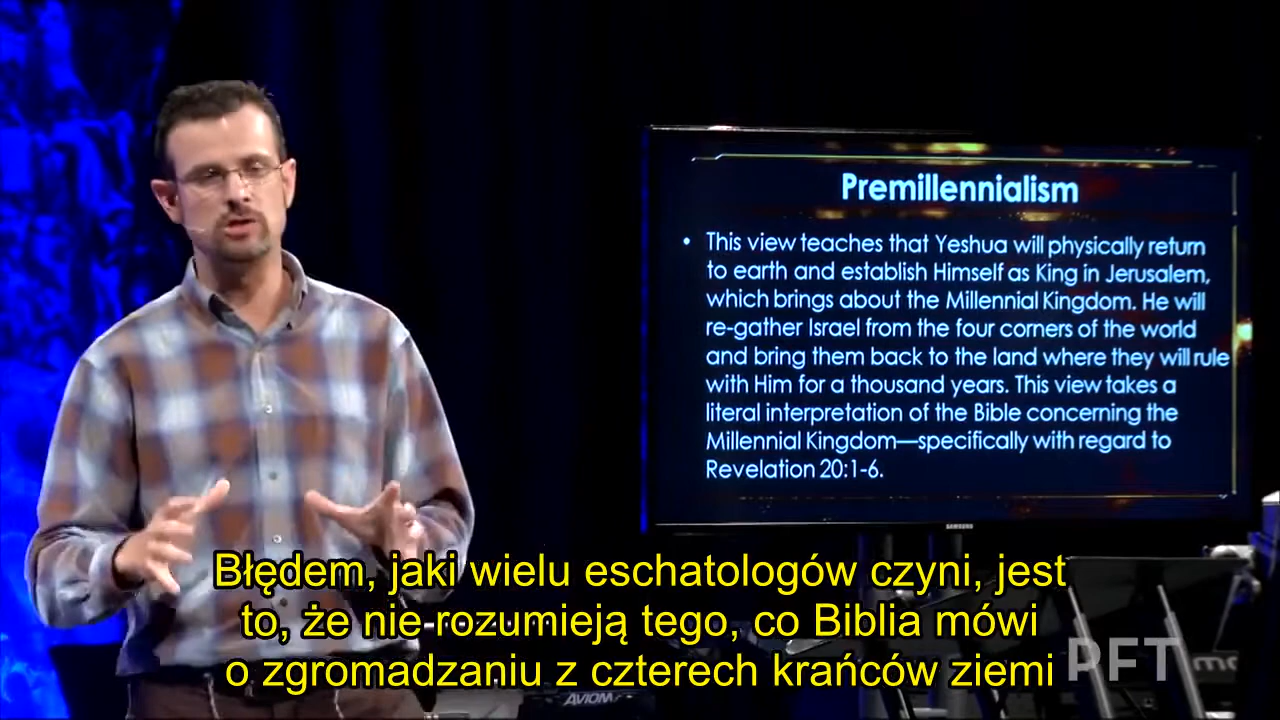 Premillennialism
• This view teaches that Yeshua will physically return
to earth and establish Himself as King in Jerusalem,
which brings about the Millennial Kingdom. He will
re-gather Israel from the four corners of the world
and bring them back to the land where they will rule
with Him for a thousand years. This view takes a
literal interpretation of the Bible concerning the
Millennial Kingdom—specifically with regard to
Revelation 20:1-6.
SAMSUNG
Błędem, jaki wielu eschatologów czyni, jest
to, że nie rozumieją tego, co Biblia mówi
o zgromadzaniu z czterech krańców ziemi
PFT
AVIOM